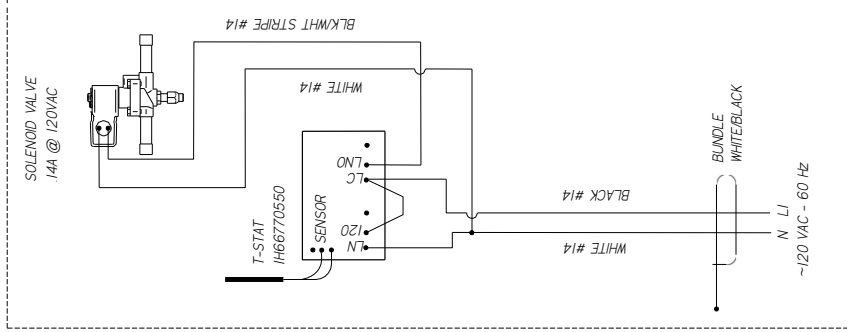 SOLENOID VALVE
.14A @ 120VAC
BLK/WHT STRIPE #14
WHITE #14
T-STAT
IH66770550
SENSOR
LNO
LC
120
LN
BLACK #14
WHITE #14
BUNDLE
WHITE/BLACK
L1
N
~120 VAC - 60 Hz